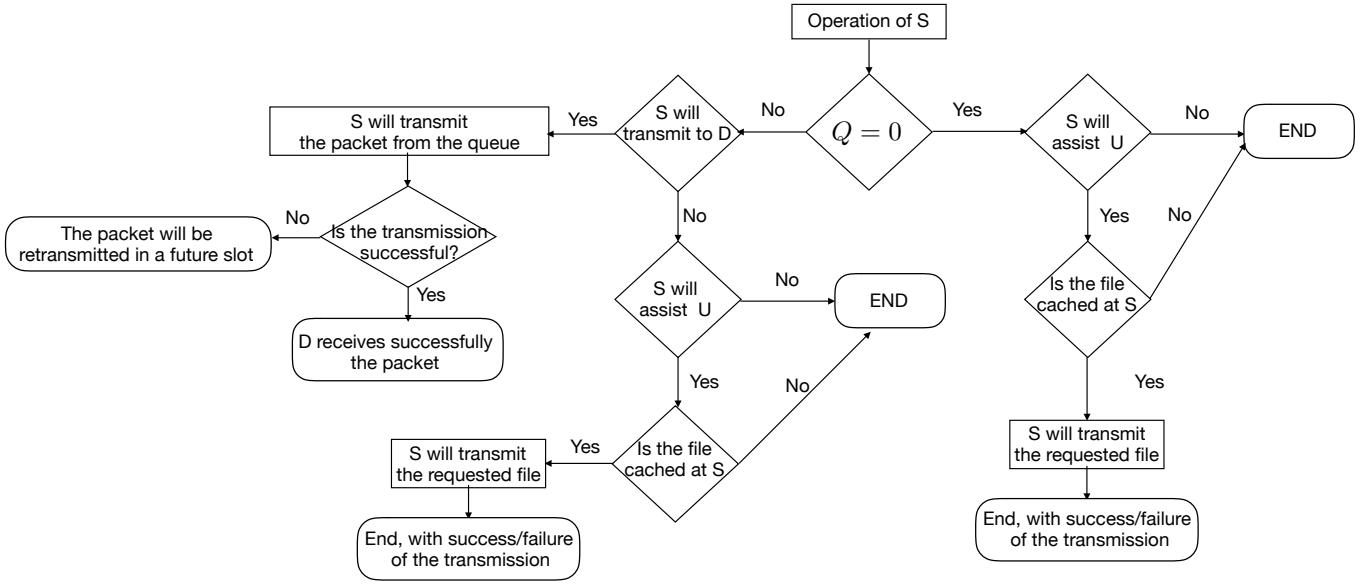 Operation of S
Q = 0
No
Yes
S will
transmit to D
Yes
S will transmit
the packet from the queue
Is the transmission
successful?
No
The packet will be
retransmitted in a future slot
Yes
D receives successfully
the packet
No
S will
assist U
No
END
Yes
Is the file
cached at S
No
Yes
S will transmit
the requested file
End, with success/failure
of the transmission
S will
assist U
No
END
Yes
No
Is the file
cached at S
Yes
S will transmit
the requested file
End, with success/failure
of the transmission